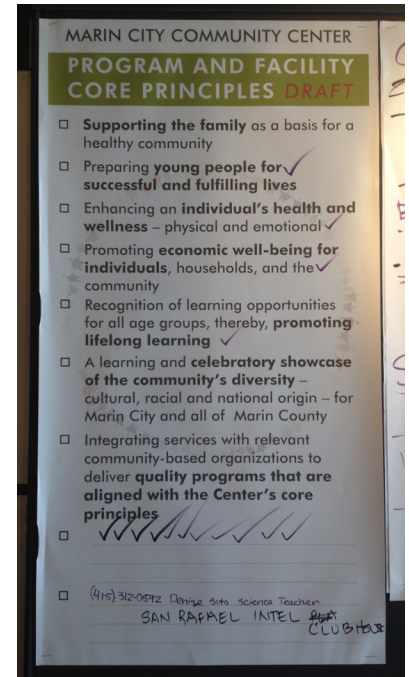 MARIN CITY COMMUNITY CENTER
PROGRAM AND FACILITY
CORE PRINCIPLES DRAFT
Supporting the family as a basis for a
healthy community
Preparing young people for
successful and fulfilling lives
Enhancing an individual's health and
wellness – physical and emotional
Promoting economic well-being for
individuals, households, and the
community
Recognition of learning opportunities
for all age groups, thereby, promoting
lifelong learning
A learning and celebratory showcase
of the community's diversity –
cultural, racial and national origin – for
Marin City and all of Marin County
Integrating services with relevant
community-based organizations to
deliver quality programs that are
aligned with the Center's core
principles
(415) 312-0592 Denise Science Teacher
SAN RAFAEL INTEL
CLUBHOUSE